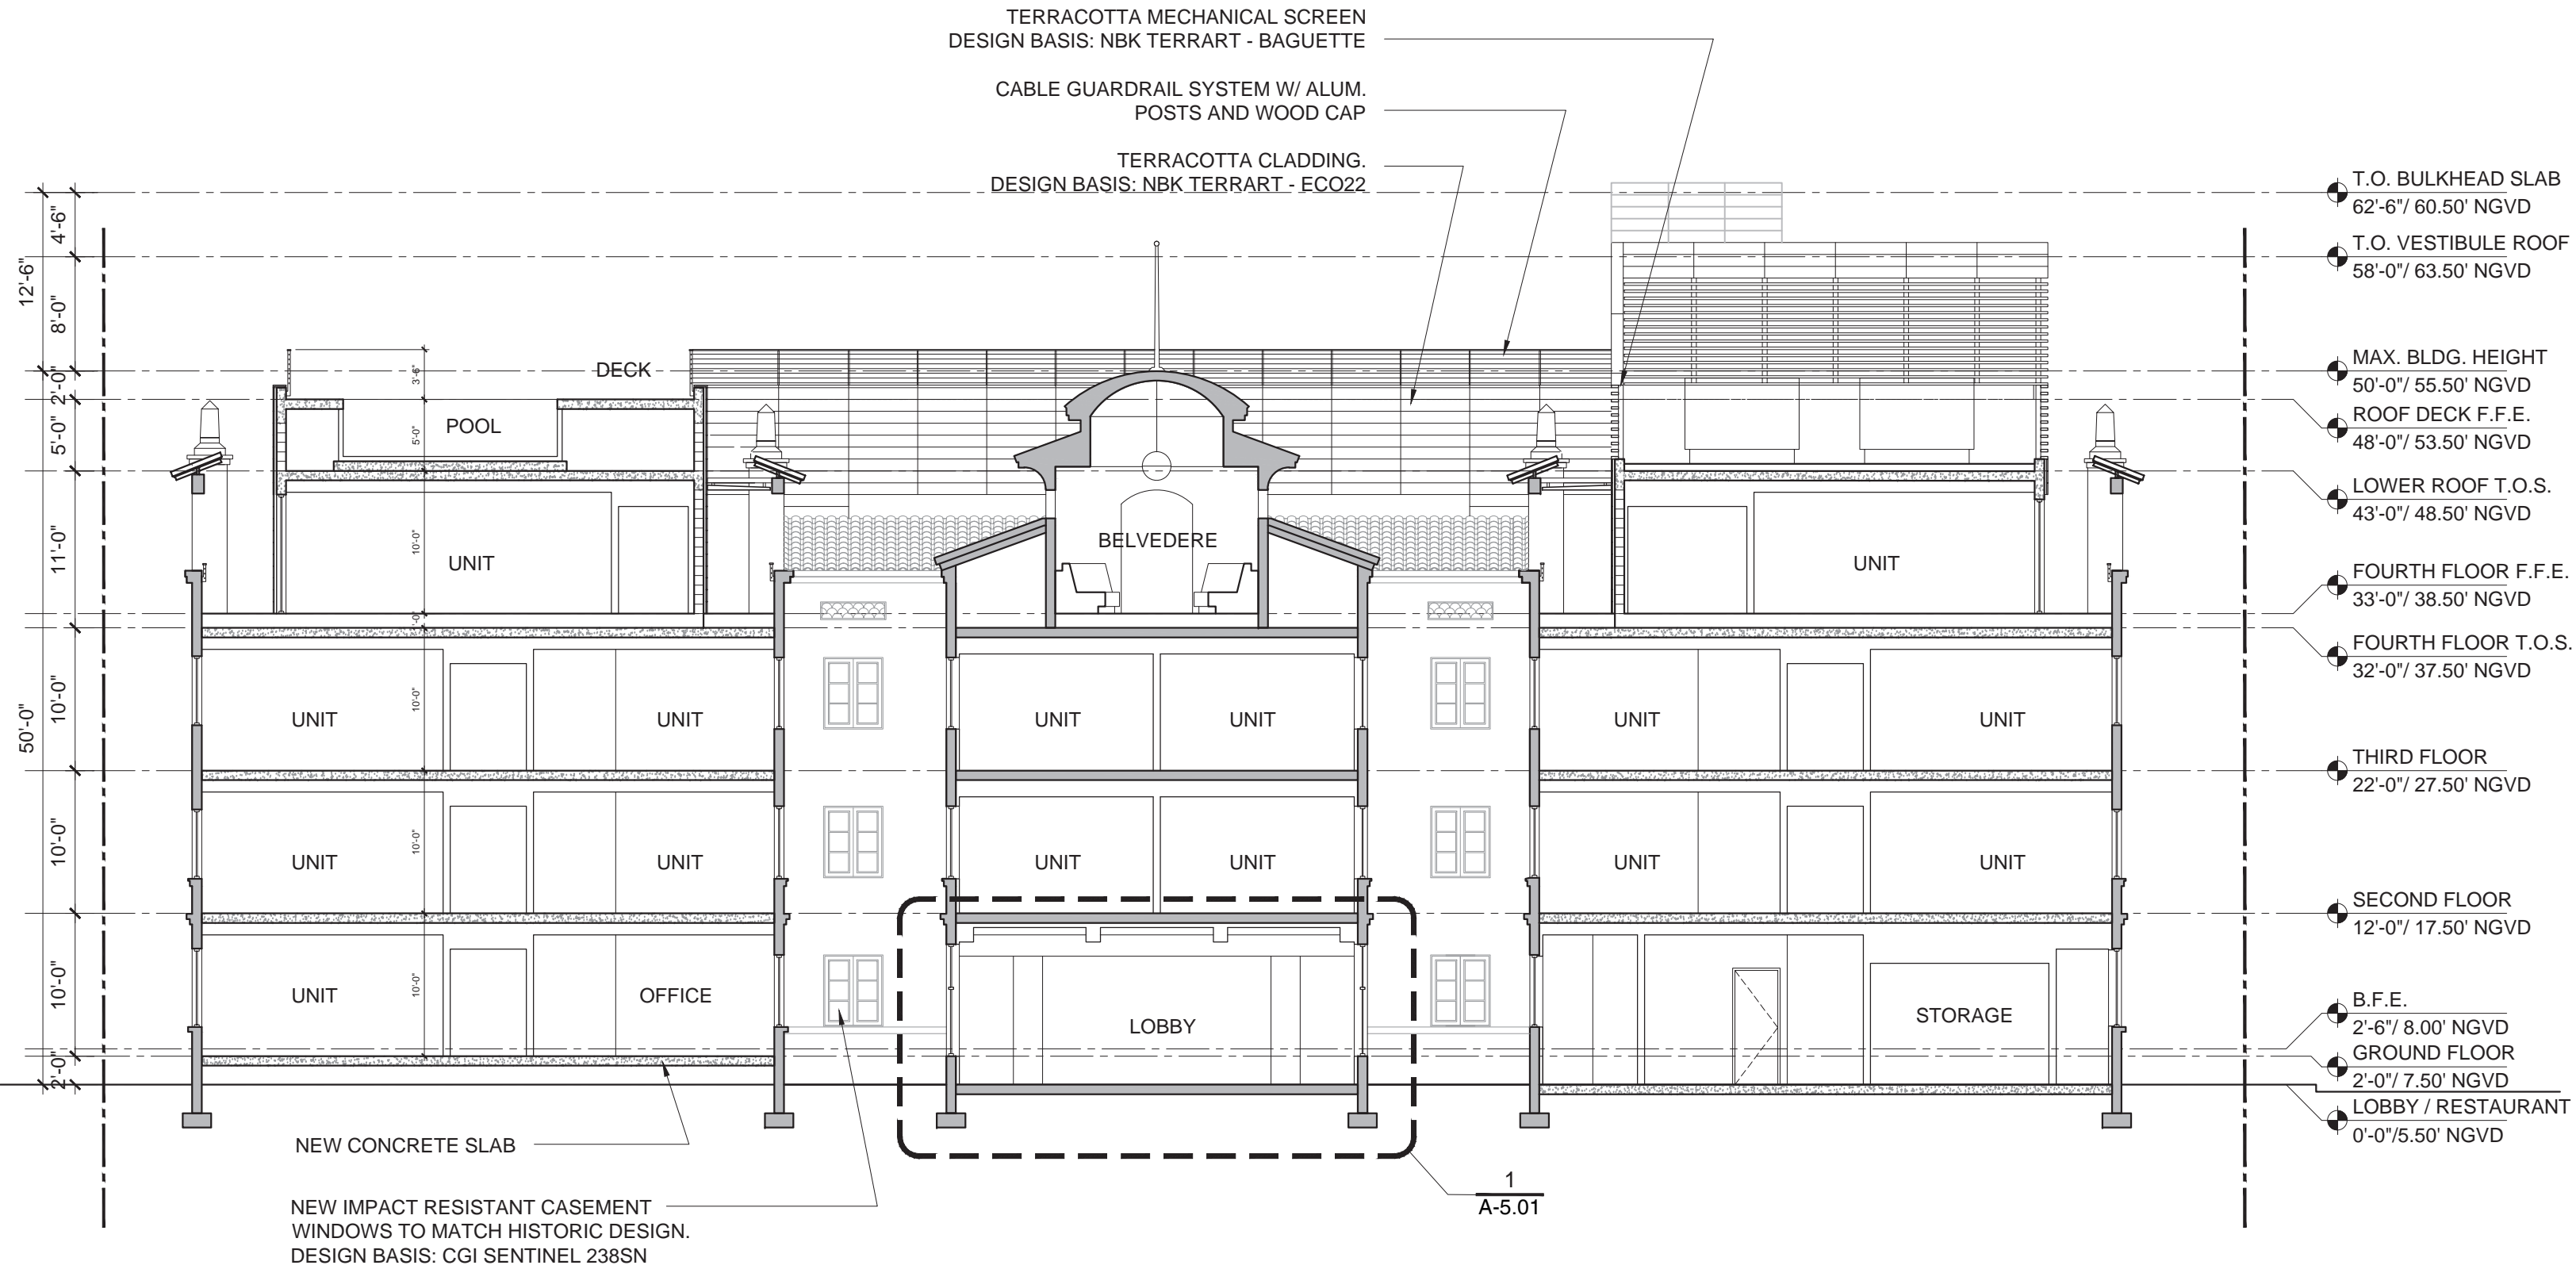 TERRACOTTA MECHANICAL SCREEN
DESIGN BASIS: NBK TERRART - BAGUETTE
CABLE GUARDRAIL SYSTEM W/ ALUM.
POSTS AND WOOD CAP
TERRACOTTA CLADDING.
DESIGN BASIS: NBK TERRART - ECO22
T.O. BULKHEAD SLAB
62'-6"/ 60.50' NGVD
T.O. VESTIBULE ROOF
58'-0"/ 63.50' NGVD
MAX. BLDG. HEIGHT
50'-0"/ 55.50' NGVD
ROOF DECK F.F.E.
48'-0"/ 53.50' NGVD
LOWER ROOF T.O.S.
43'-0"/ 48.50' NGVD
FOURTH FLOOR F.F.E.
33'-0"/ 38.50' NGVD
FOURTH FLOOR T.O.S.
32'-0"/ 37.50' NGVD
THIRD FLOOR
22'-0"/ 27.50' NGVD
SECOND FLOOR
12'-0"/ 17.50' NGVD
B.F.E.
2'-6"/ 8.00' NGVD
GROUND FLOOR
2'-0"/ 7.50' NGVD
LOBBY / RESTAURANT
0'-0"/5.50' NGVD
12'-6"
50'-0"
4'-6"
8'-0"
2'-0"
5'-0"
11'-0"
10'-0"
10'-0"
10'-0"
2'-0"
3'-6"
5'-0"
10'-0"
1'-0"
10'-0"
10'-0"
10'-0"
DECK
POOL
UNIT
BELVEDERE
UNIT
UNIT
UNIT
UNIT
UNIT
UNIT
UNIT
UNIT
UNIT
UNIT
UNIT
UNIT
UNIT
UNIT
OFFICE
LOBBY
STORAGE
NEW CONCRETE SLAB
NEW IMPACT RESISTANT CASEMENT
WINDOWS TO MATCH HISTORIC DESIGN.
DESIGN BASIS: CGI SENTINEL 238SN
1
A-5.01